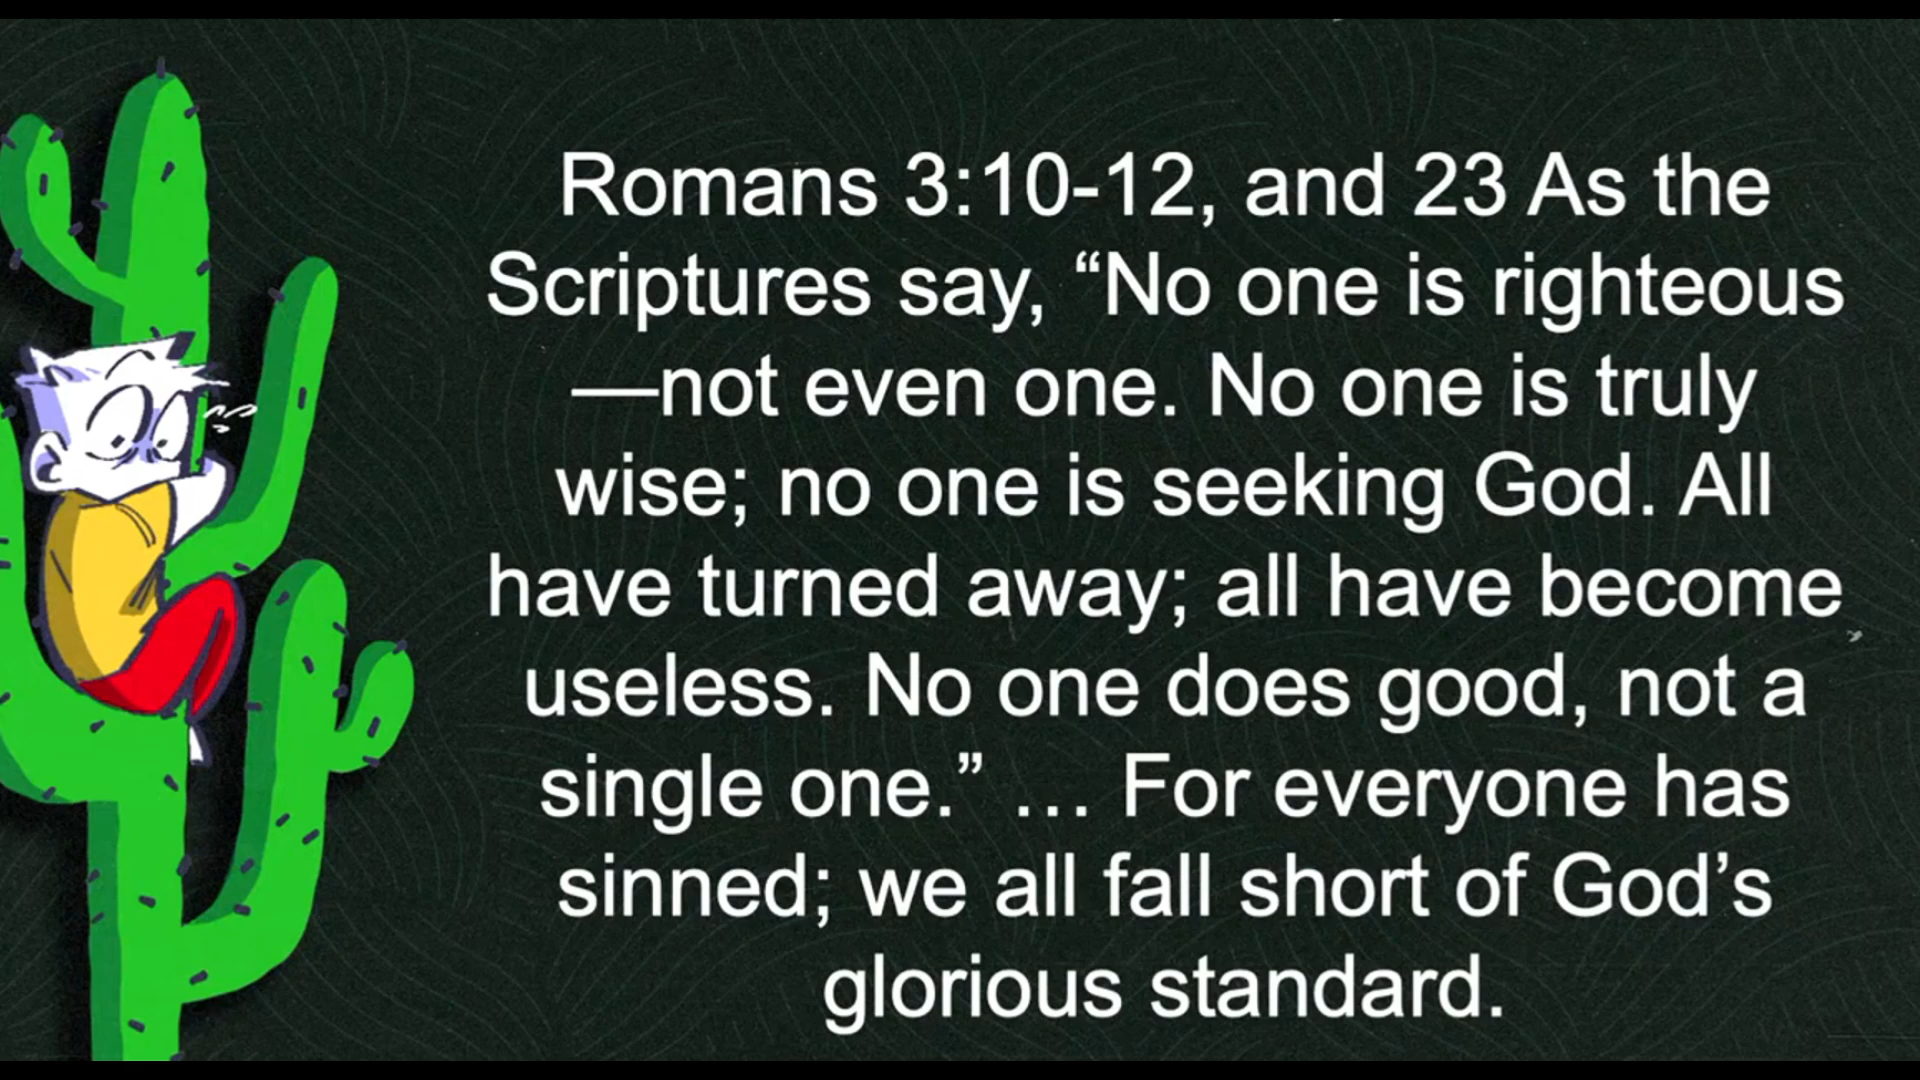 Romans 3:10-12, and 23 As the
Scriptures say, “No one is righteous
—not even one. No one is truly
wise; no one is seeking God. All
have turned away; all have become
useless. No one does good, not a
single one.” … For everyone has
sinned; we all fall short of God’s
glorious standard.